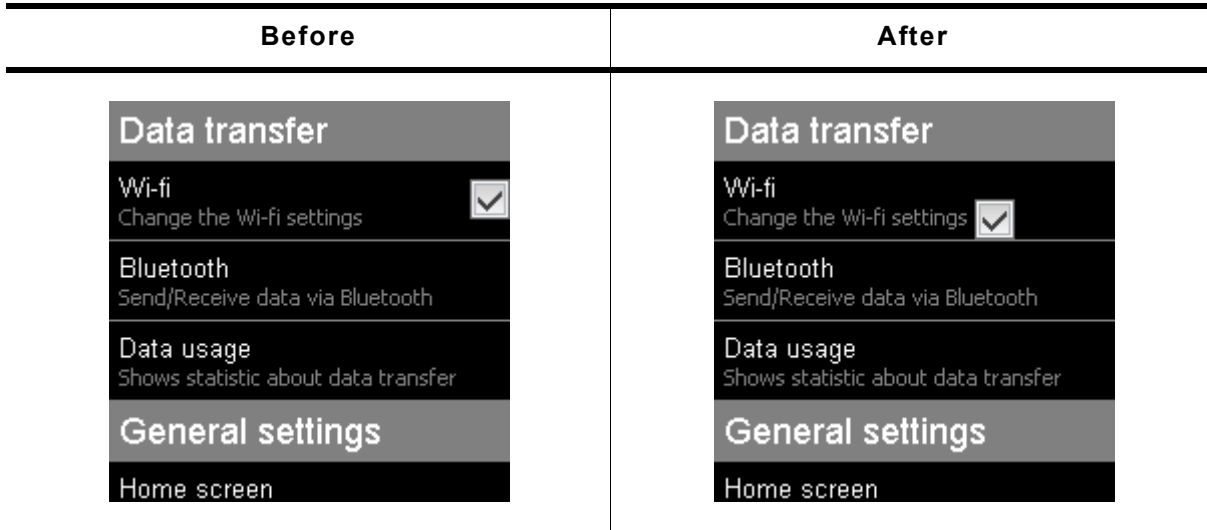 Before
After
Data transfer
Wi-fi
Change the Wi-fi settings
Bluetooth
Send/Receive data via Bluetooth
Data usage
Shows statistic about data transfer
General settings
Home screen
Data transfer
Wi-fi
Change the Wi-fi settings
Bluetooth
Send/Receive data via Bluetooth
Data usage
Shows statistic about data transfer
General settings
Home screen